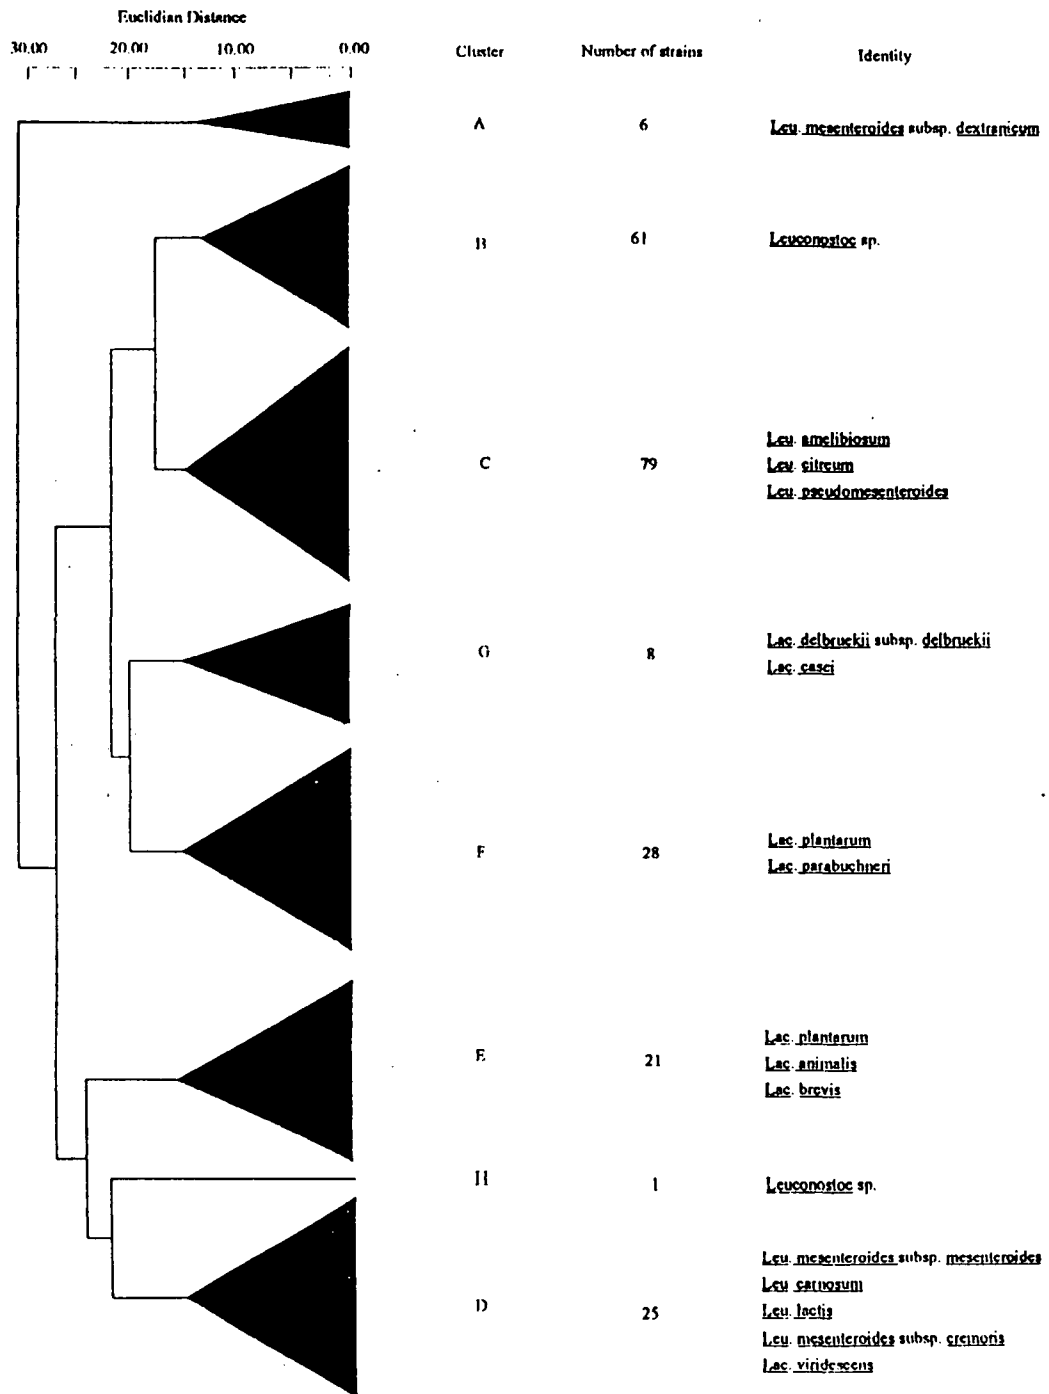 Euclidian Distance
30.00 20.00 10.00 0.00 Cluster Number of strains Identity
A 6 Leu. mesenteroides subsp. dextranicum
B 61 Leuconostoc sp.
Leu. amelibiosum
C 79 Leu. citreum
Leu. pseudomesenteroides
Lac. delbruckii subsp. delbruckii
G 8
Lac. casei
Lac. plantarum
F 28
Lac. parabuchneri
Lac. plantarum
E 21 Lac. animalis
Lac. brevis
H 1 Leuconostoc sp.
Leu. mesenteroides subsp. mesenteroides
Leu carnosum
D 25 Leu. lactis
Leu. mesenteroides subsp. cremoris
Lac. viridescens